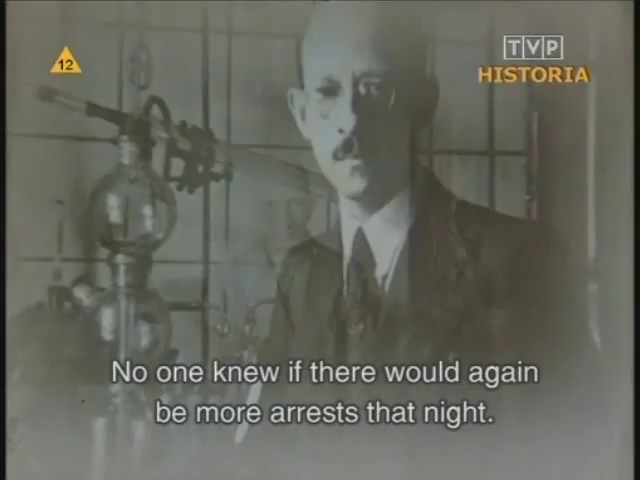 12
TVP
HISTORIA
No one knew if there would again
be more arrests that night.